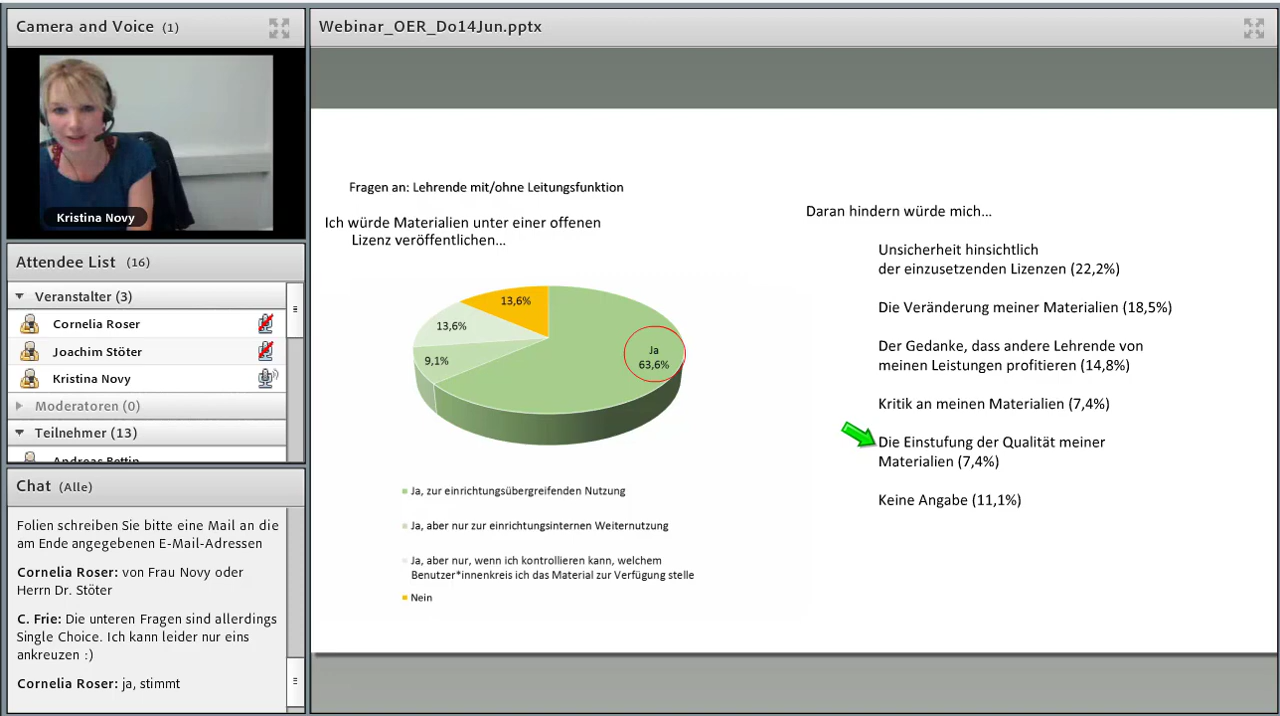 Camera and Voice (1)
Kristina Novy
Attendee List (16)
Veranstalter (3)
Cornelia Roser
Joachim Stöter
Kristina Novy
Moderatoren (0)
Teilnehmer (13)
Andreas Bettin
Chat (Alle)
Folien schreiben Sie bitte eine Mail an die
am Ende angegebenen E-Mail-Adressen
Cornelia Roser: von Frau Novy oder
Herrn Dr. Stöter
C. Frie: Die unteren Fragen sind allerdings
Single Choice. Ich kann leider nur eins
ankreuzen :)
Cornelia Roser: ja, stimmt
Webinar_OER_Do14Jun.pptx
Fragen an: Lehrende mit/ohne Leitungsfunktion
Ich würde Materialien unter einer offenen
Lizenz veröffentlichen...
13,6%
13,6%
9,1%
Ja
63,6%
Ja, zur einrichtungsübergreifenden Nutzung
Ja, aber nur zur einrichtungsinternen Weiternutzung
Ja, aber nur, wenn ich kontrollieren kann, welchem
Benutzer*innenkreis ich das Material zur Verfügung stelle
Nein
Daran hindern würde mich...
Unsicherheit hinsichtlich
der einzusetzenden Lizenzen (22,2%)
Die Veränderung meiner Materialien (18,5%)
Der Gedanke, dass andere Lehrende von
meinen Leistungen profitieren (14,8%)
Kritik an meinen Materialien (7,4%)
Die Einstufung der Qualität meiner
Materialien (7,4%)
Keine Angabe (11,1%)